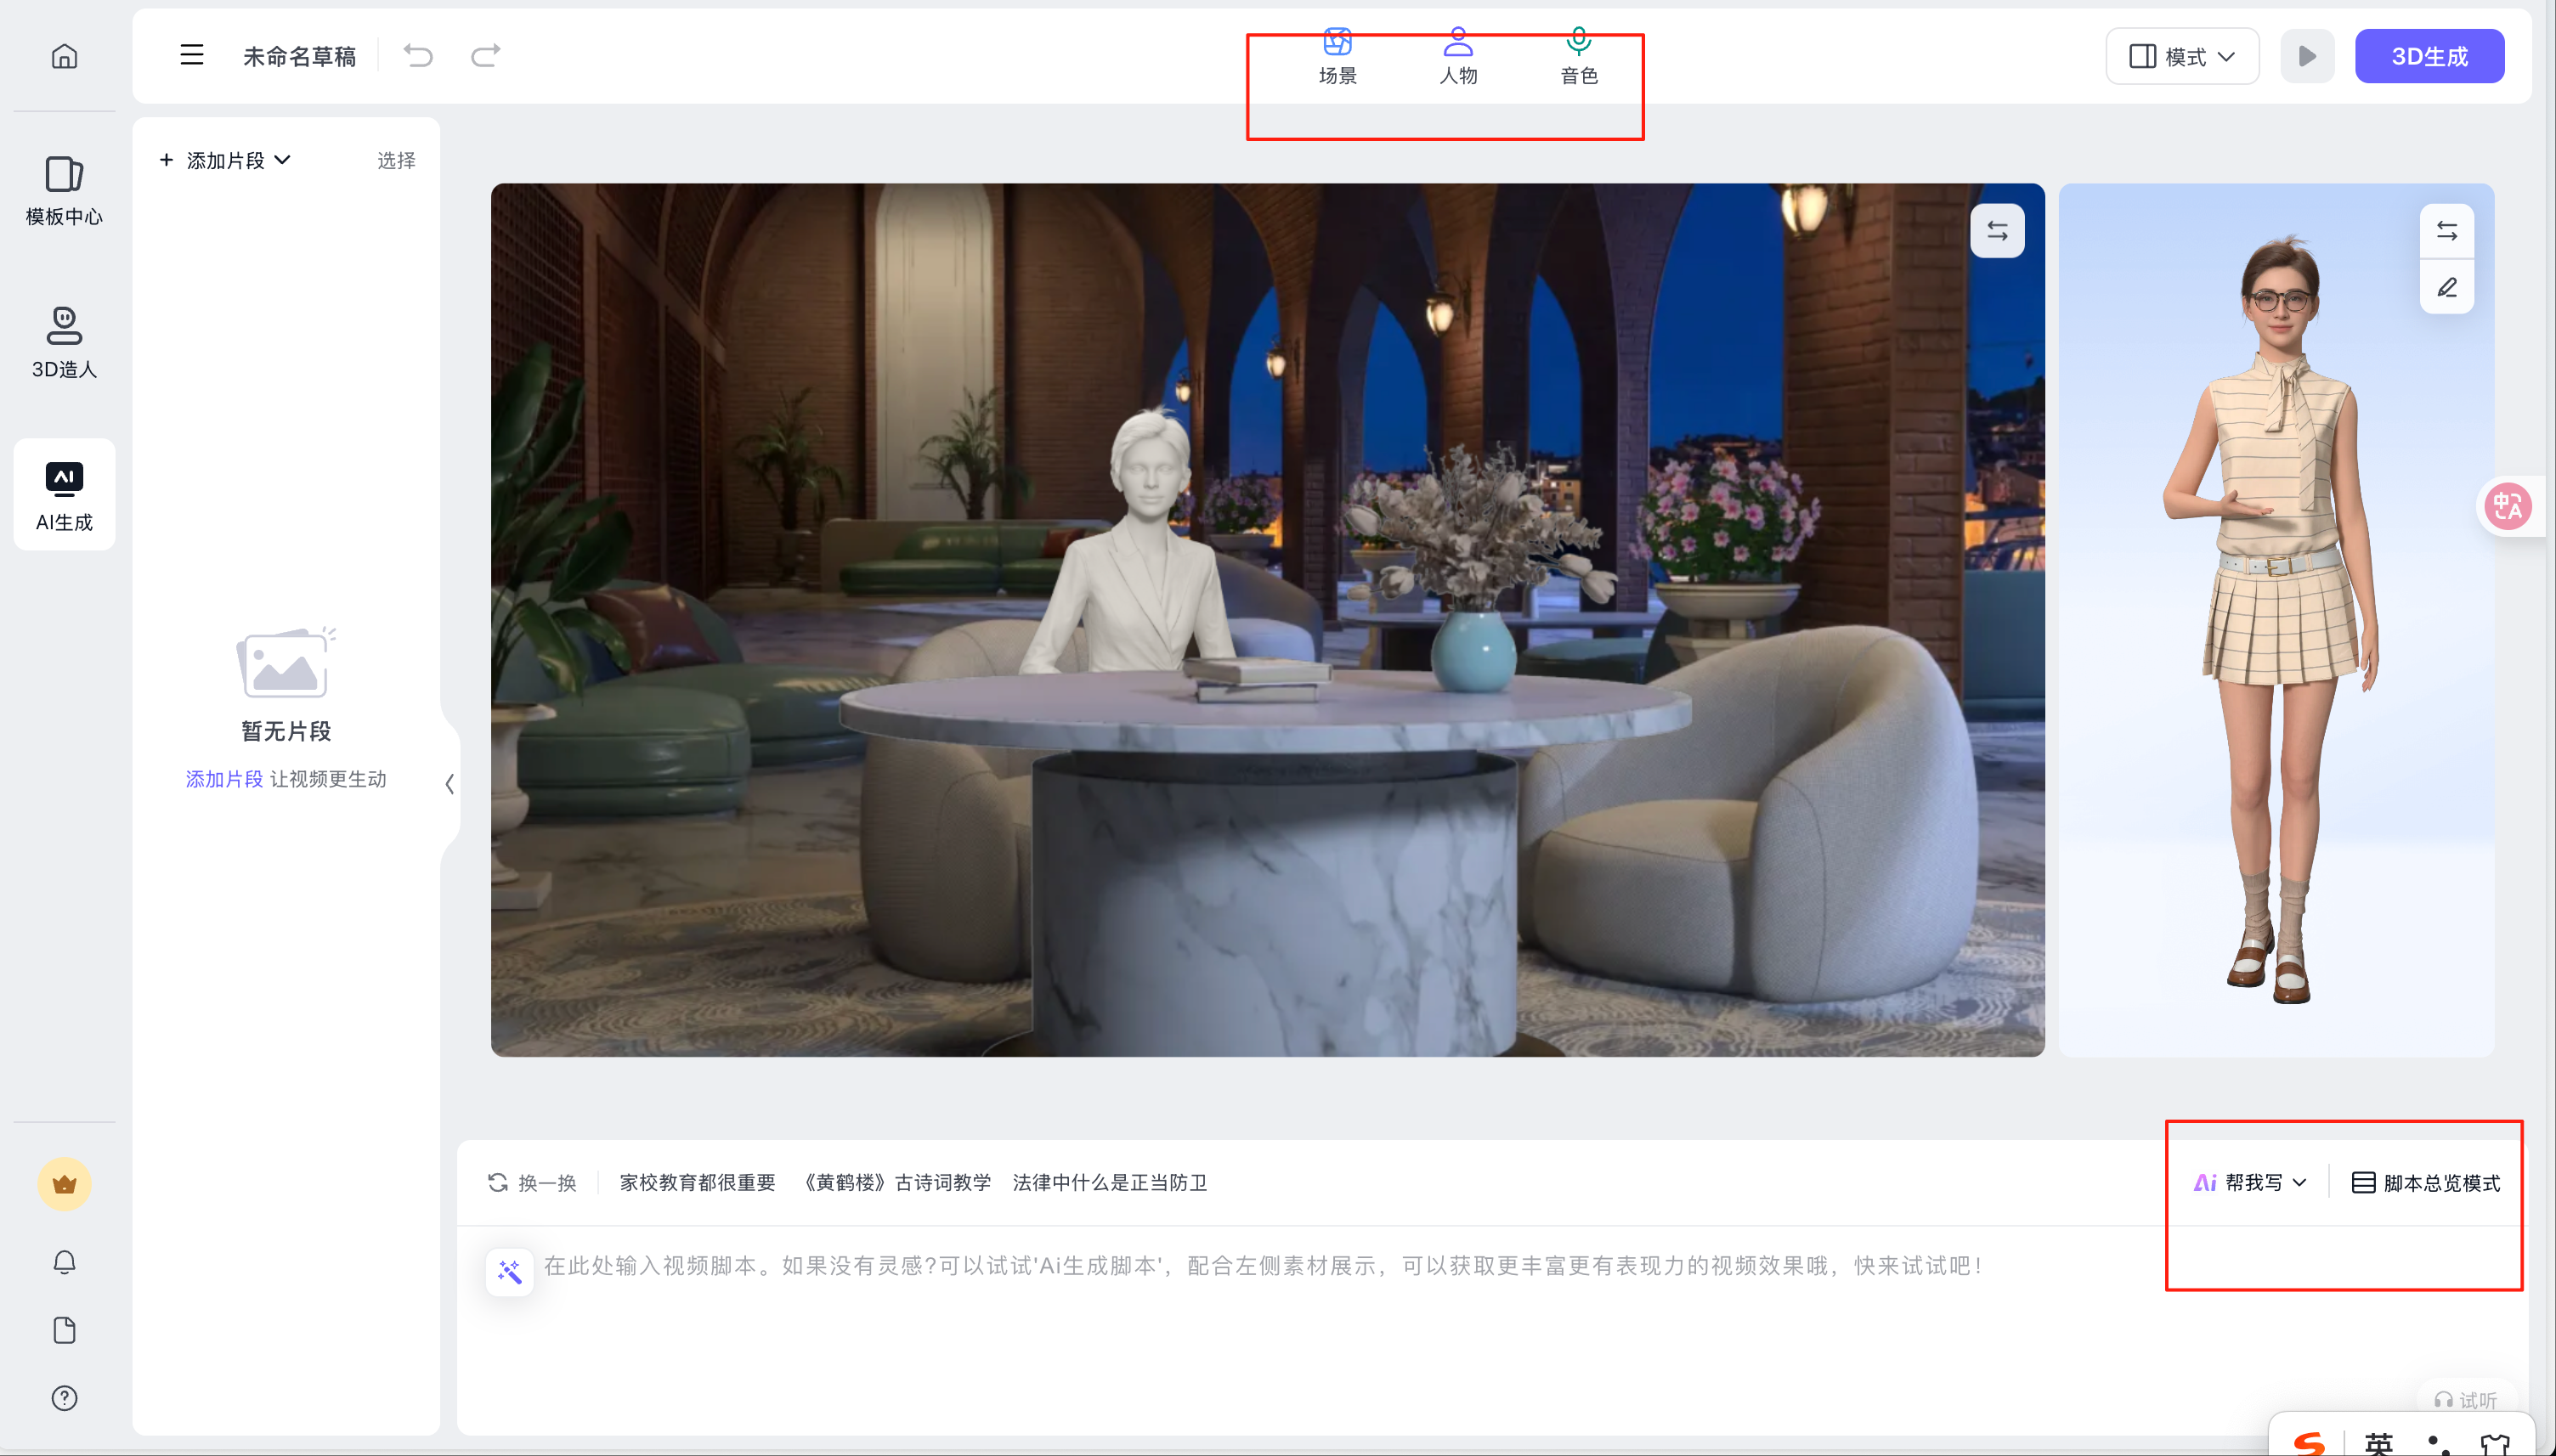 未命名草稿
场景
人物
音色
模式
3D生成
模板中心
3D造人
AI
AI生成
添加片段
选择
暂无片段
添加片段 让视频更生动
中A
换一换
家校教育都很重要 《黄鹤楼》古诗词教学 法律中什么是正当防卫
Ai 帮我写
脚本总览模式
在此处输入视频脚本。如果没有灵感?可以试试'Ai生成脚本'，配合左侧素材展示，可以获取更丰富更有表现力的视频效果哦，快来试试吧！
试听
S 英